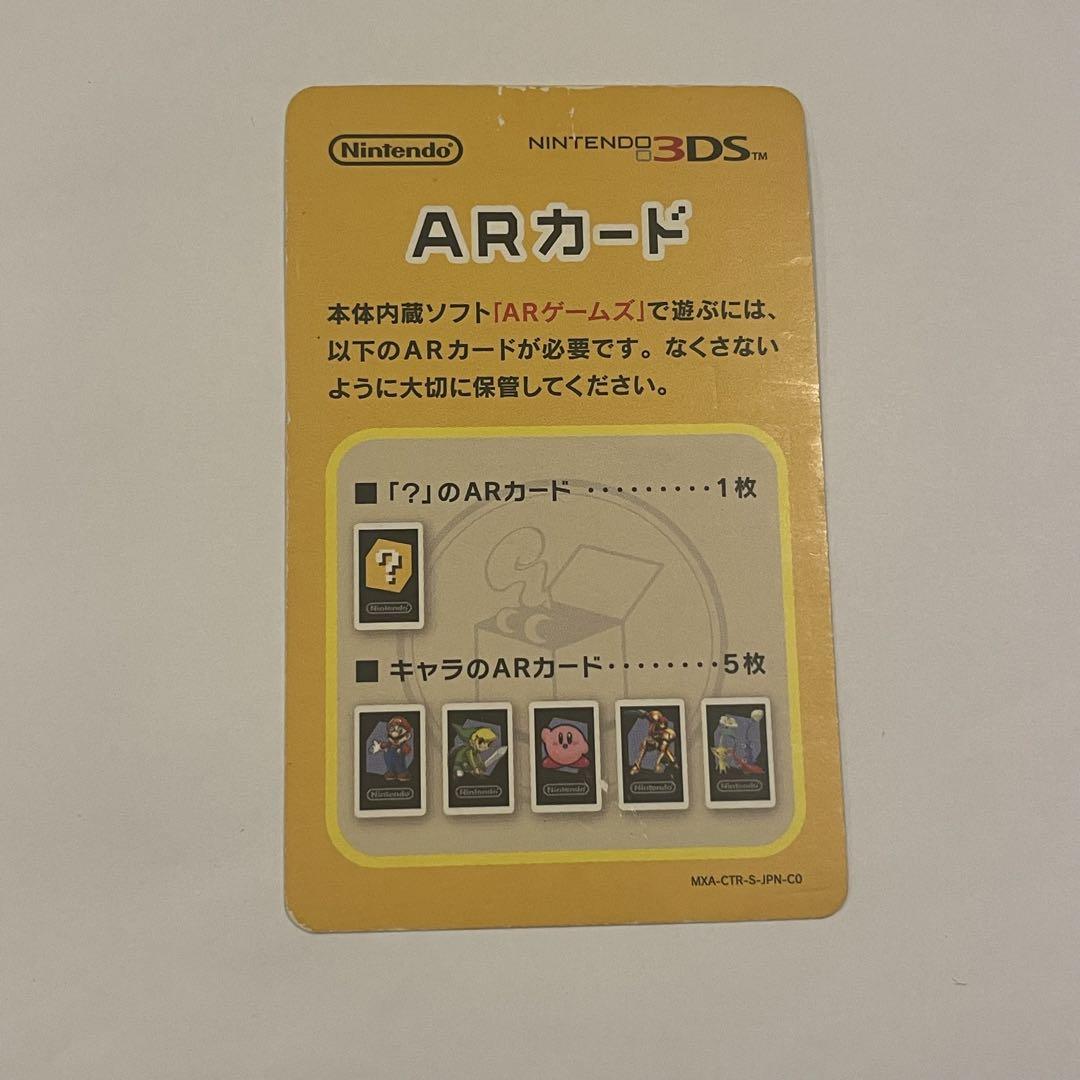 Nintendo
NINTENDO 3DS™
ARカード
本体内蔵ソフト「ARゲームズ」で遊ぶには、
以下のARカードが必要です。なくさない
ように大切に保管してください。
■「?」のARカード ·········1枚
?
Nintendo
■ キャラのARカード········5枚
Nintendo
Nintendo
Nintendo
Nintendo
Nintendo
MXA-CTR-S-JPN-C0